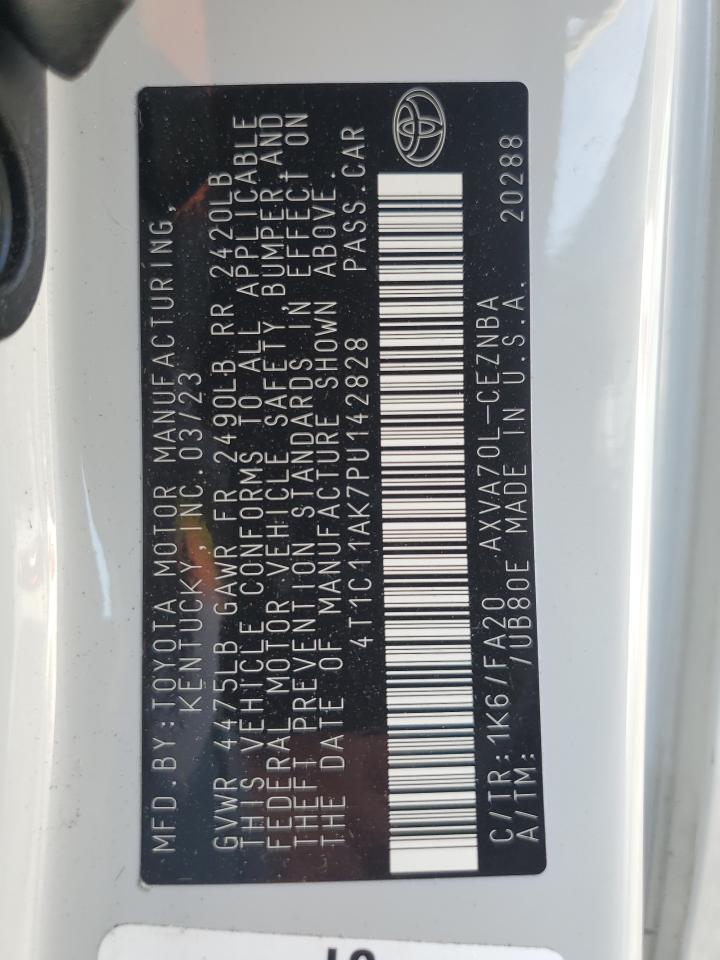 MFD.BY:TOYOTA MOTOR MANUFACTURING,
KENTUCKY,INC.03/23
GVWR 4475LB GAWR FR 2490LB RR 2420LB
THIS VEHICLE CONFORMS TO ALL APPLICABLE
FEDERAL MOTOR VEHICLE SAFETY,BUMPER,AND
THEFT PREVENTION STANDARDS IN EFFECT ON
THE DATE OF MANUFACTURE SHOWN ABOVE.
4T1C11AK7PU142828 PASS.CAR
C/TR:1K6/FA20 AXVA70L-CEZNBA 20288
A/TM: /UB80E MADE IN U.S.A.